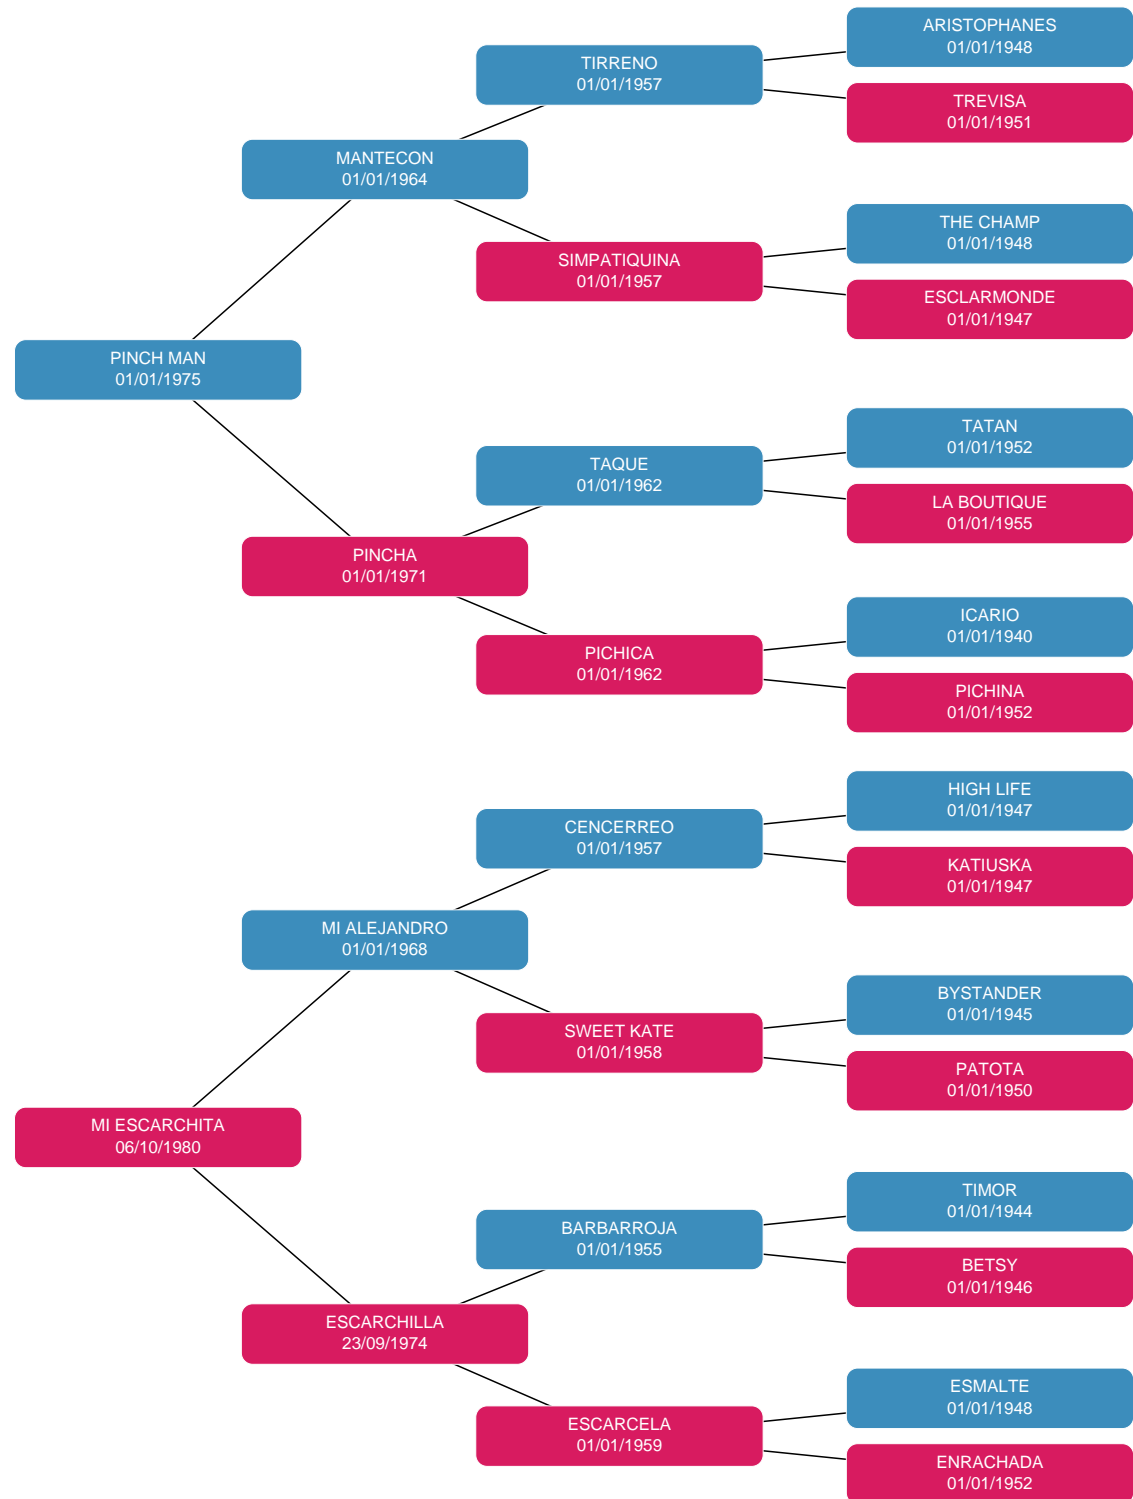 ARISTOPHANES
01/01/1948
TIRRENO
01/01/1957
TREVISA
01/01/1951
MANTECON
01/01/1964
THE CHAMP
01/01/1948
SIMPATIQUINA
01/01/1957
ESCLARMONDE
01/01/1947
PINCH MAN
01/01/1975
TATAN
01/01/1952
TAQUE
01/01/1962
LA BOUTIQUE
01/01/1955
PINCHA
01/01/1971
ICARIO
01/01/1940
PICHICA
01/01/1962
PICHINA
01/01/1952
HIGH LIFE
01/01/1947
CENCERREO
01/01/1957
KATIUSKA
01/01/1947
MI ALEJANDRO
01/01/1968
BYSTANDER
01/01/1945
SWEET KATE
01/01/1958
PATOTA
01/01/1950
MI ESCARCHITA
06/10/1980
TIMOR
01/01/1944
BARBARROJA
01/01/1955
BETSY
01/01/1946
ESCARCHILLA
23/09/1974
ESMALTE
01/01/1948
ESCARCELA
01/01/1959
ENRACHADA
01/01/1952